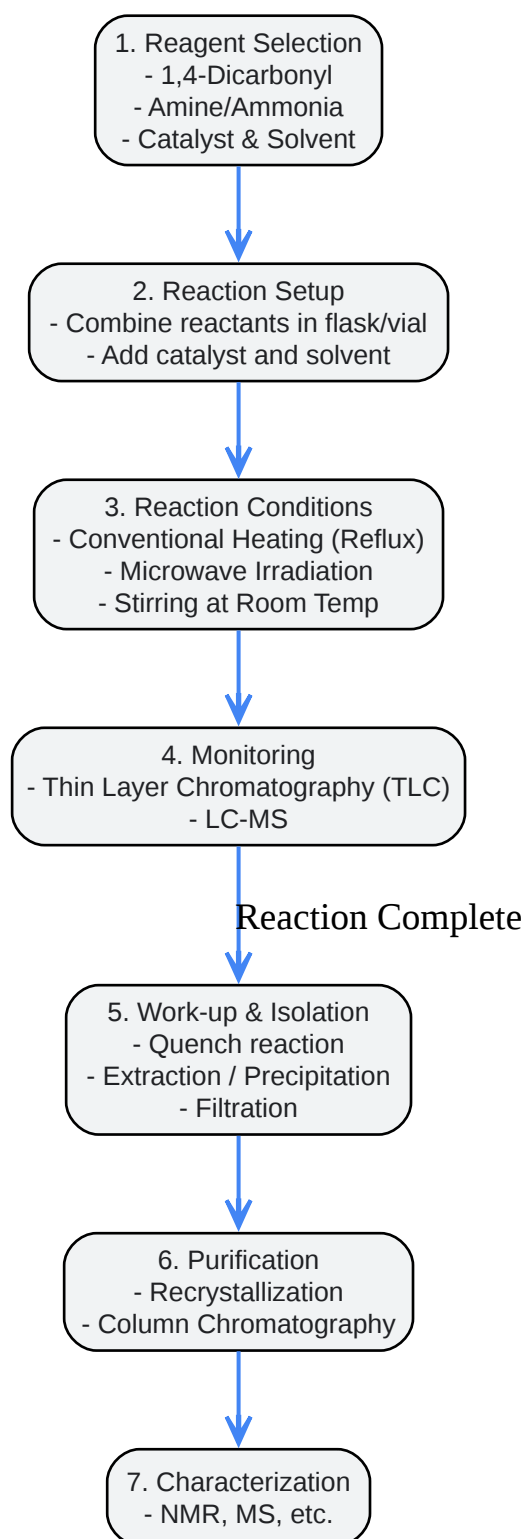 1. Reagent Selection
- 1,4-Dicarbonyl
- Amine/Ammonia
- Catalyst & Solvent
2. Reaction Setup
- Combine reactants in flask/vial
- Add catalyst and solvent
3. Reaction Conditions
- Conventional Heating (Reflux)
- Microwave Irradiation
- Stirring at Room Temp
4. Monitoring
- Thin Layer Chromatography (TLC)
- LC-MS
Reaction Complete
5. Work-up & Isolation
- Quench reaction
- Extraction / Precipitation
- Filtration
6. Purification
- Recrystallization
- Column Chromatography
7. Characterization
- NMR, MS, etc.